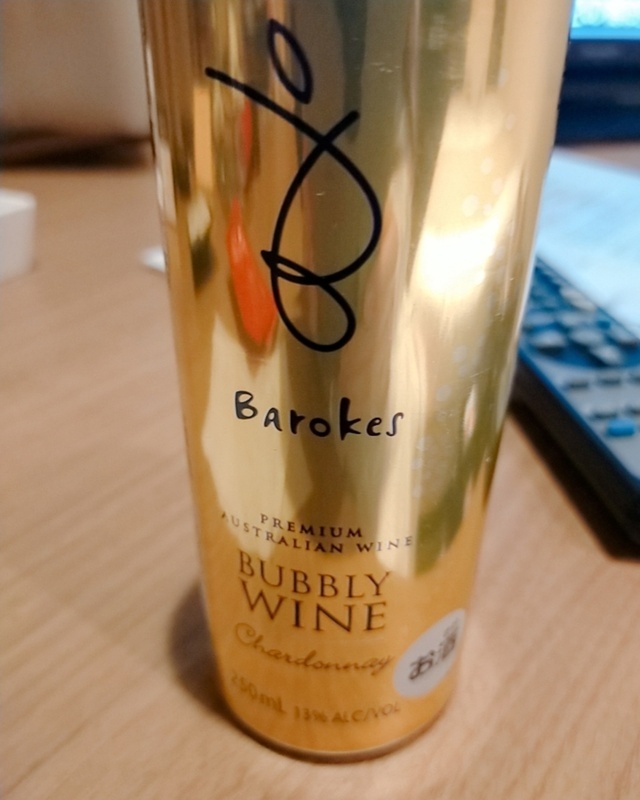 Barokes
PREMIUM
AUSTRALIAN WINE
BUBBLY
WINE
Chardonnay
お酒
250mL 13% ALC/VOL